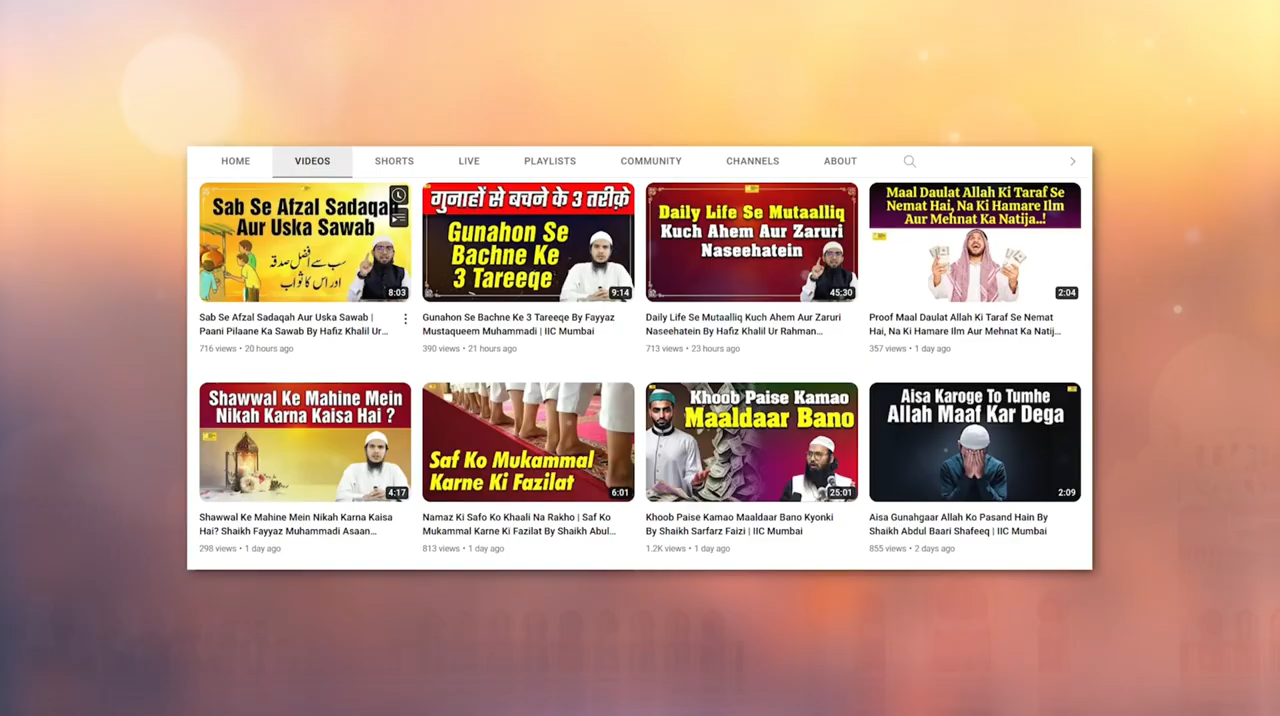 HOME VIDEOS SHORTS LIVE PLAYLISTS COMMUNITY CHANNELS ABOUT
Sab Se Afzal Sadaqah
Aur Uska Sawab
سب سے افضل صدقہ
اور اس کا ثواب
8:03
गुनाहों से बचने के 3 तरीक़े
Gunahon Se
Bachne Ke
3 Tareeqe
9:14
Daily Life Se Mutaalliq
Kuch Ahem Aur Zaruri
Naseehatein
45:30
Maal Daulat Allah Ki Taraf Se
Nemat Hai, Na Ki Hamare Ilm
Aur Mehnat Ka Natija..!
2:04
Sab Se Afzal Sadaqah Aur Uska Sawab |
Paani Pilaane Ka Sawab By Hafiz Khalil Ur...
716 views • 20 hours ago
Gunahon Se Bachne Ke 3 Tareeqe By Fayyaz
Mustaqueem Muhammadi | IIC Mumbai
390 views • 21 hours ago
Daily Life Se Mutaalliq Kuch Ahem Aur Zaruri
Naseehatein By Hafiz Khalil Ur Rahman...
713 views • 23 hours ago
Proof Maal Daulat Allah Ki Taraf Se Nemat
Hai, Na Ki Hamare Ilm Aur Mehnat Ka Natij...
357 views • 1 day ago
Shawwal Ke Mahine Mein
Nikah Karna Kaisa Hai ?
4:17
Saf Ko Mukammal
Karne Ki Fazilat
6:01
Khoob Paise Kamao
Maaldaar Bano
25:01
Aisa Karoge To Tumhe
Allah Maaf Kar Dega
2:09
Shawwal Ke Mahine Mein Nikah Karna Kaisa
Hai? Shaikh Fayyaz Muhammadi Asaan...
298 views • 1 day ago
Namaz Ki Safo Ko Khaali Na Rakho | Saf Ko
Mukammal Karne Ki Fazilat By Shaikh Abul...
813 views • 1 day ago
Khoob Paise Kamao Maaldaar Bano Kyonki
By Shaikh Sarfarz Faizi | IIC Mumbai
1.2K views • 1 day ago
Aisa Gunahgaar Allah Ko Pasand Hain By
Shaikh Abdul Baari Shafeeq | IIC Mumbai
855 views • 2 days ago